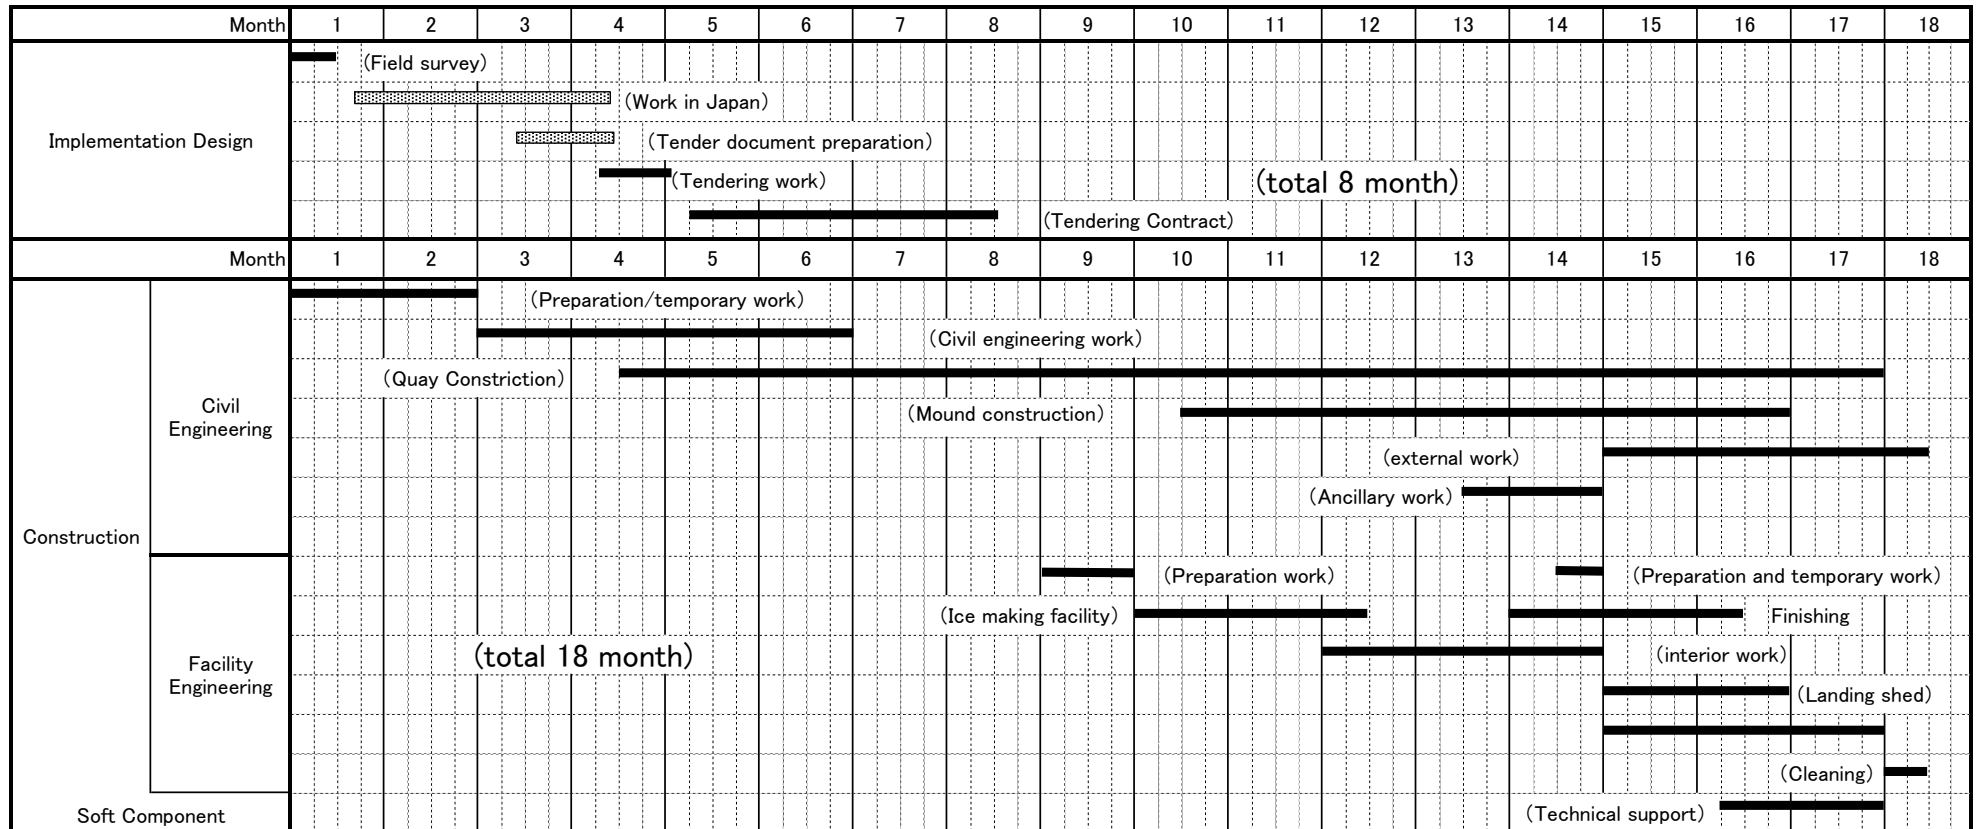 Month 1 2 3 4 5 6 7 8 9 10 11 12 13 14 15 16 17 18
(Field survey)
(Work in Japan)
Implementation Design
(Tender document preparation)
(Tendering work)
(total 8 month)
(Tendering Contract)
Month 1 2 3 4 5 6 7 8 9 10 11 12 13 14 15 16 17 18
(Preparation/temporary work)
(Civil engineering work)
(Quay Constriction)
Civil
Engineering
(Mound construction)
(external work)
(Ancillary work)
Construction
(Preparation work) (Preparation and temporary work)
(Ice making facility) Finishing
(total 18 month)
Facility
Engineering
(interior work)
(Landing shed)
(Cleaning)
Soft Component
(Technical support)